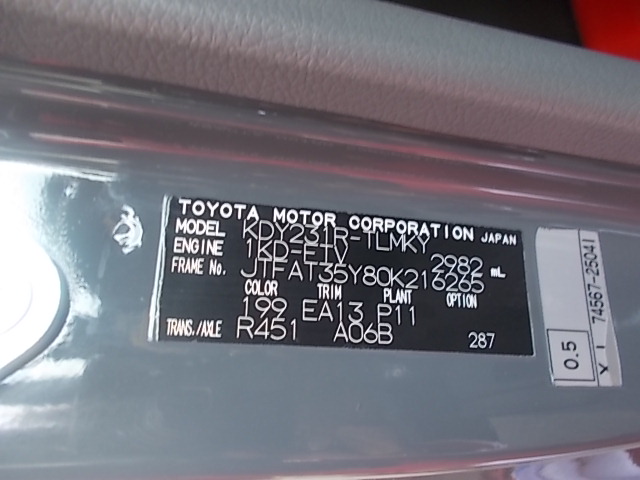 TOYOTA MOTOR CORPORATION JAPAN
MODEL KDY231R-TLMKY
ENGINE 1KD-FTV 2982 mL
FRAME No. JTFAT35Y80K216265
COLOR TRIM PLANT OPTION
199 EA13 P11
TRANS./AXLE R451 A06B 287
74567-25041
0.5